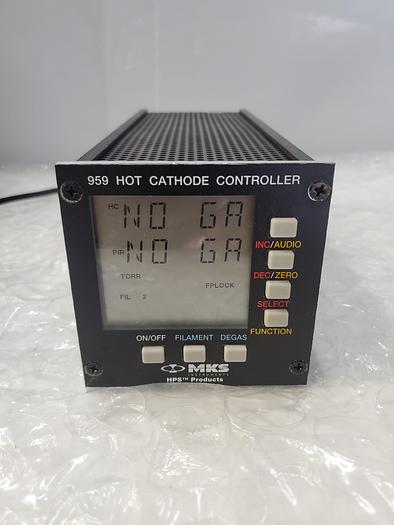 959 HOT CATHODE CONTROLLER
HC NO GA
PIR NO GA
TORR
FPLOCK
FIL 2
INC/AUDIO
DEC/ZERO
SELECT
FUNCTION
ON/OFF FILAMENT DEGAS
MKS
INSTRUMENTS
HPS™ Products